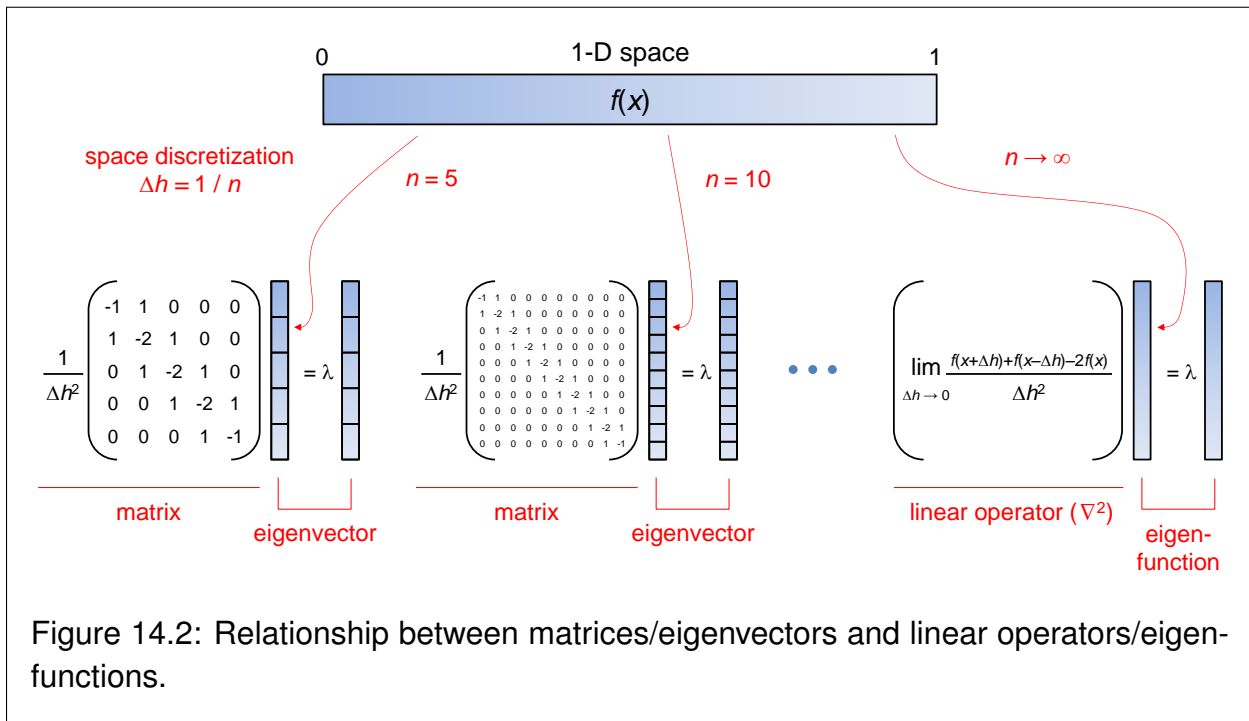 0 1-D space 1
f(x)
space discretization
Δh = 1 / n
n = 5
n = 10
n → ∞
1
Δh²
-1 1 0 0 0
1 -2 1 0 0
0 1 -2 1 0
0 0 1 -2 1
0 0 0 1 -1
= λ
matrix
eigenvector
1
Δh²
-1 1 0 0 0 0 0 0 0 0
1 -2 1 0 0 0 0 0 0 0
0 1 -2 1 0 0 0 0 0 0
0 0 1 -2 1 0 0 0 0 0
0 0 0 1 -2 1 0 0 0 0
0 0 0 0 1 -2 1 0 0 0
0 0 0 0 0 1 -2 1 0 0
0 0 0 0 0 0 1 -2 1 0
0 0 0 0 0 0 0 1 -2 1
0 0 0 0 0 0 0 0 1 -1
= λ
matrix
eigenvector
• • •
lim f(x+Δh)+f(x–Δh)–2f(x)
Δh → 0 Δh²
= λ
linear operator (∇²)
eigen-
function
Figure 14.2: Relationship between matrices/eigenvectors and linear operators/eigen-
functions.